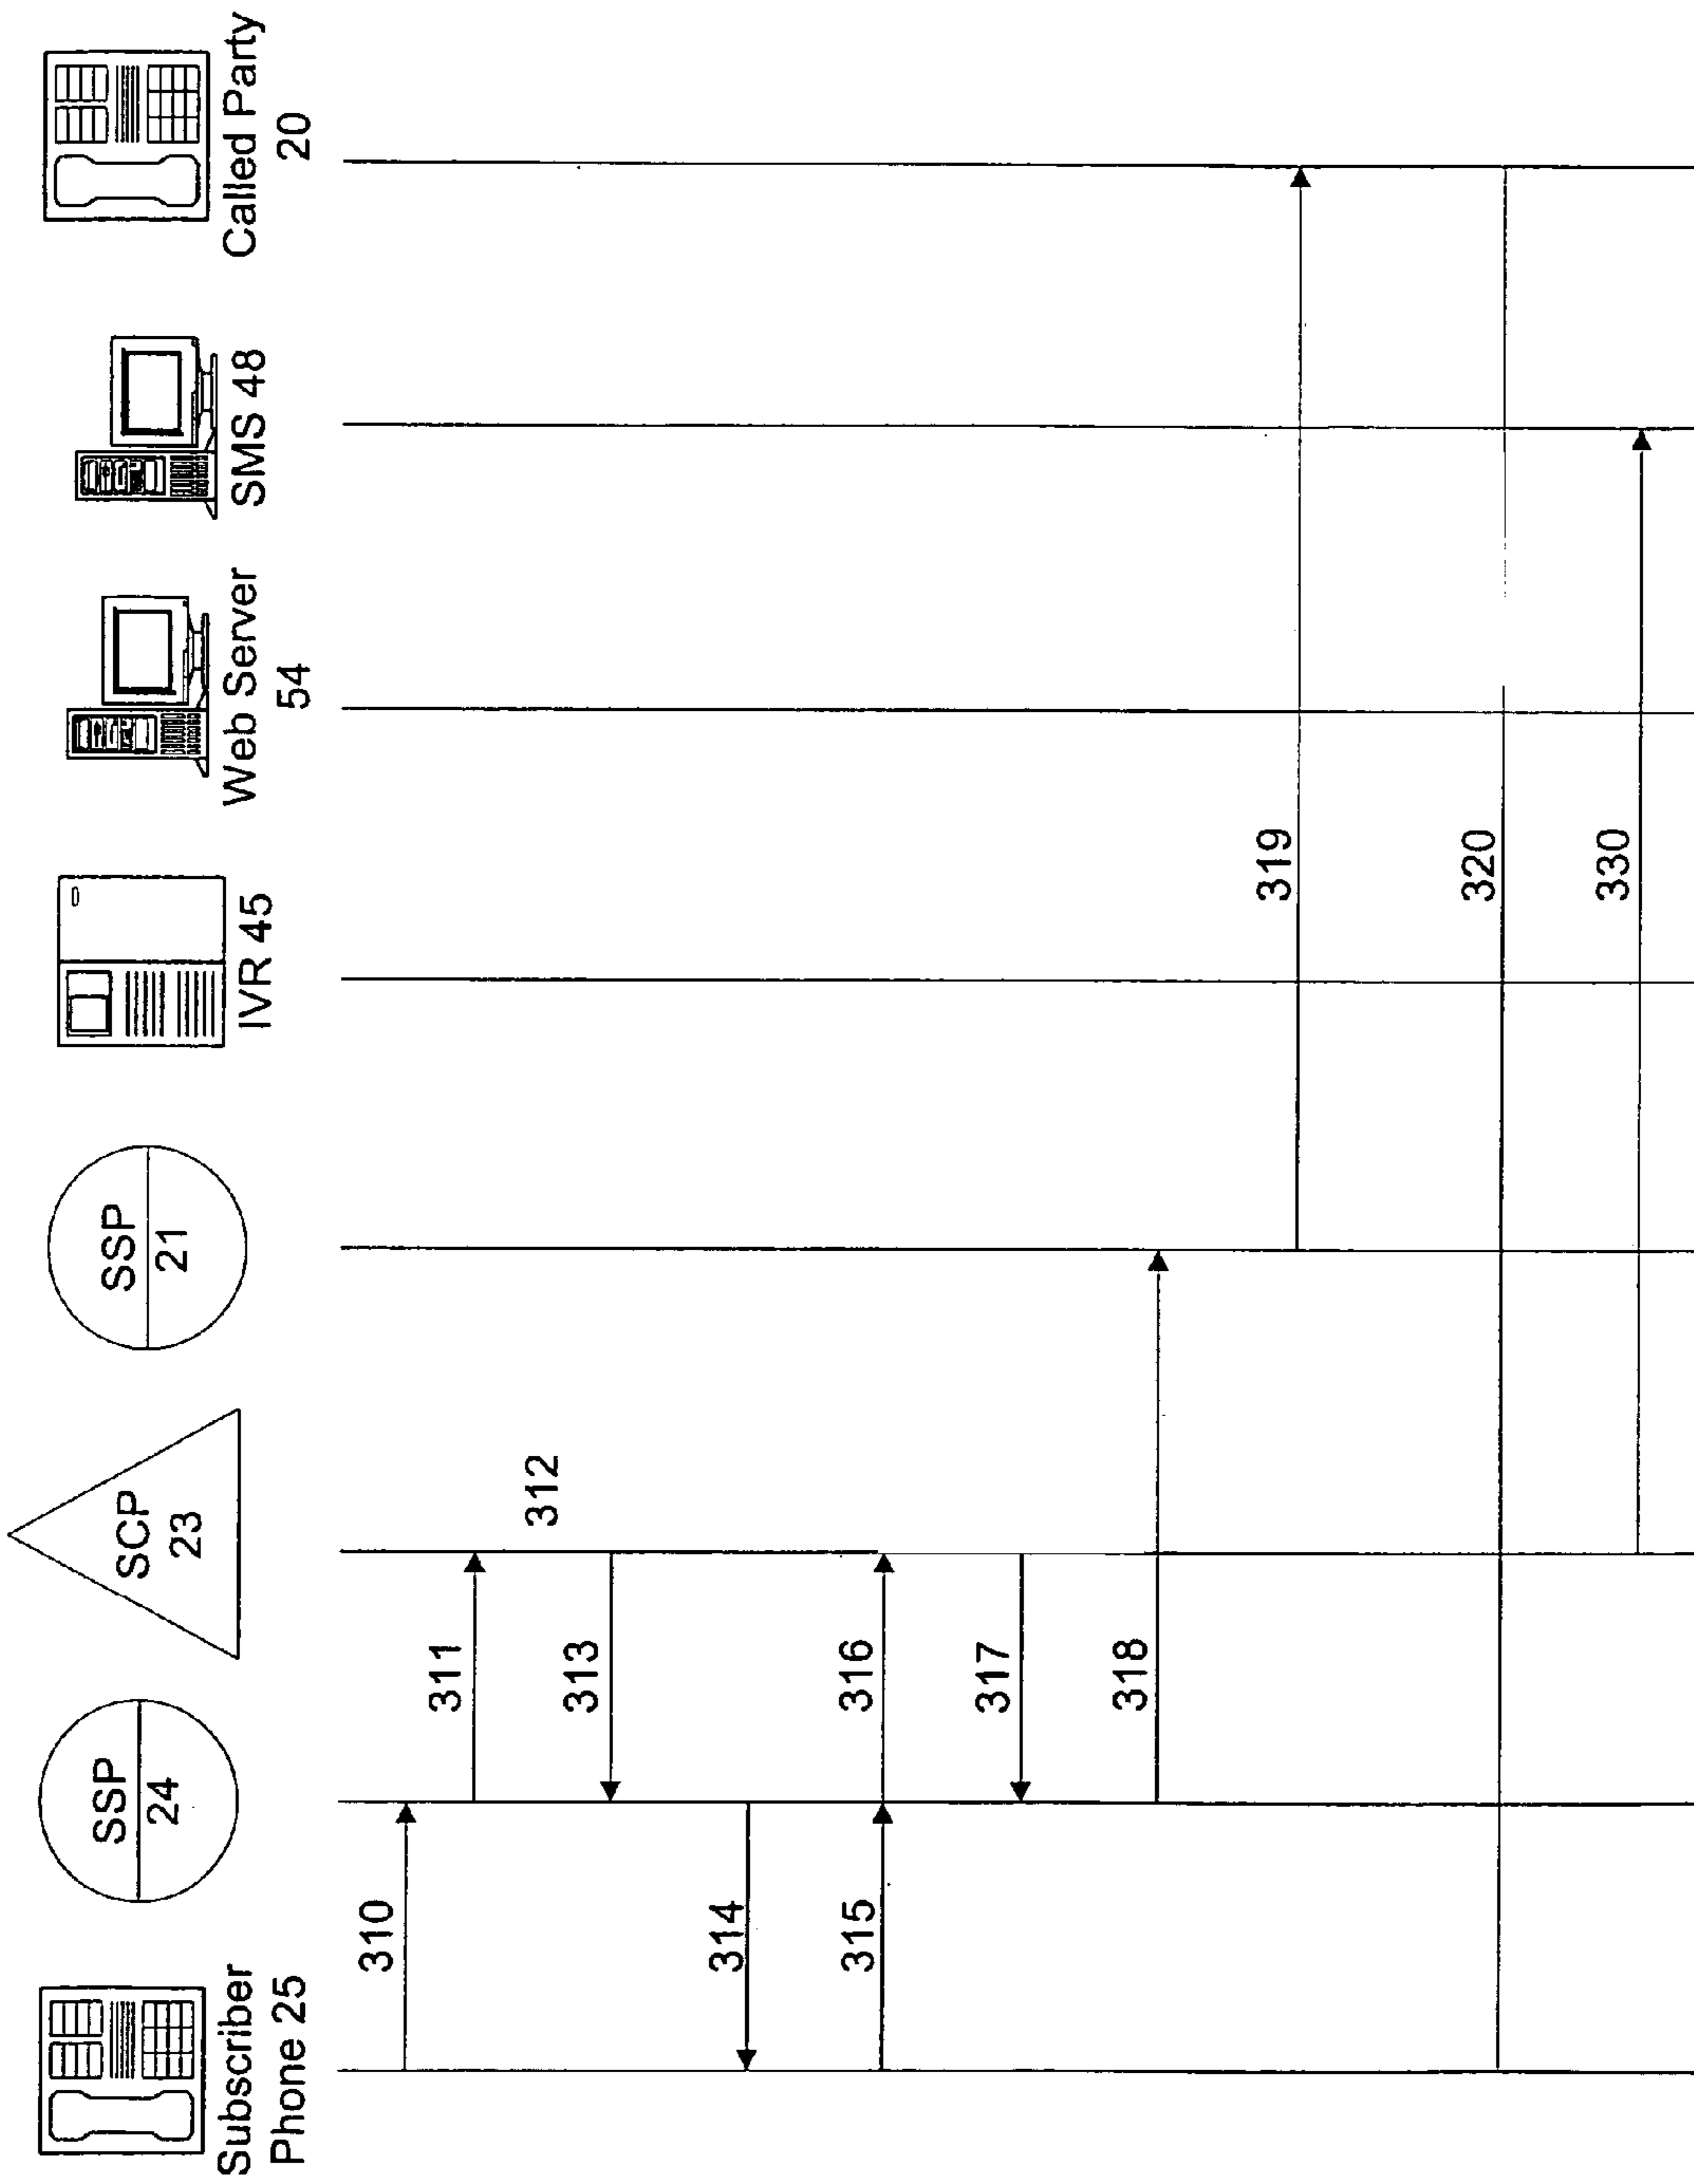 Subscriber
Phone 25
SSP
24
SCP
23
SSP
21
IVR 45
Web Server
54
SMS 48
Called Party
20
310
311
312
313
314
315
316
317
318
319
320
330